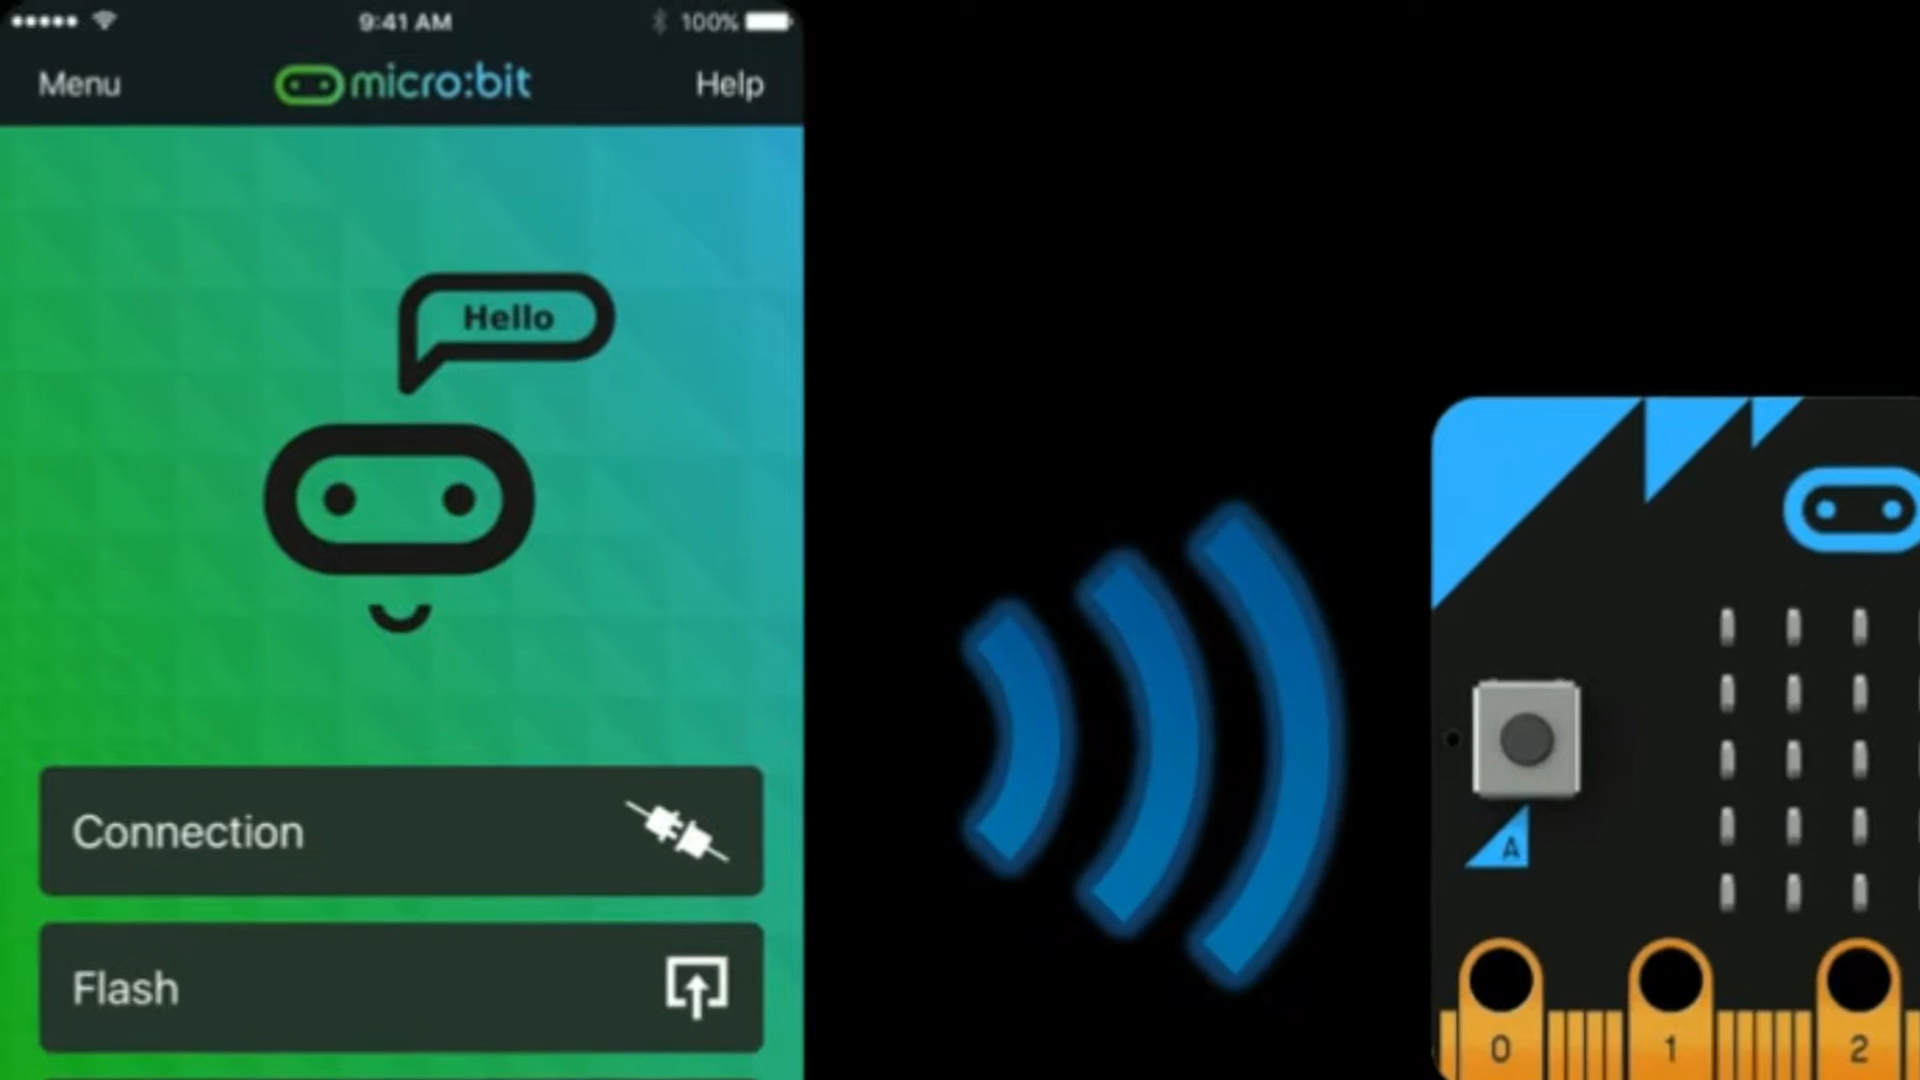 9:41 AM
100%
Menu
micro:bit
Help
Hello
Connection
Flash
A
0
1
2